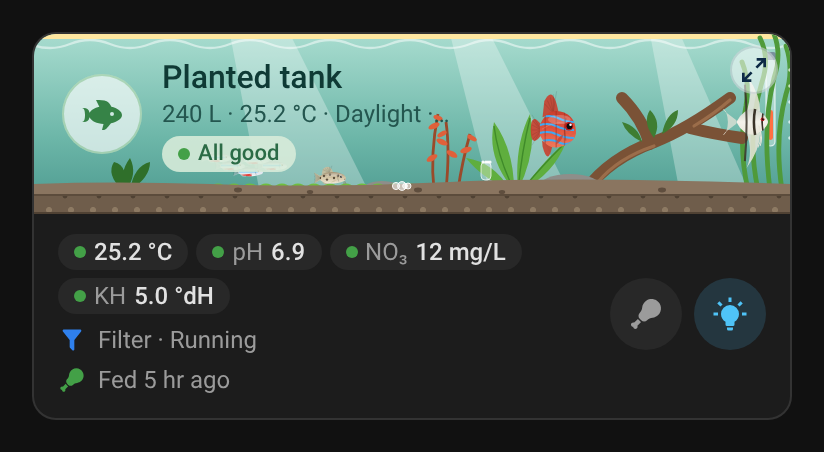 Planted tank
240 L · 25.2 °C · Daylight ·…
All good
25.2 °C
pH 6.9
NO₃ 12 mg/L
KH 5.0 °dH
Filter · Running
Fed 5 hr ago